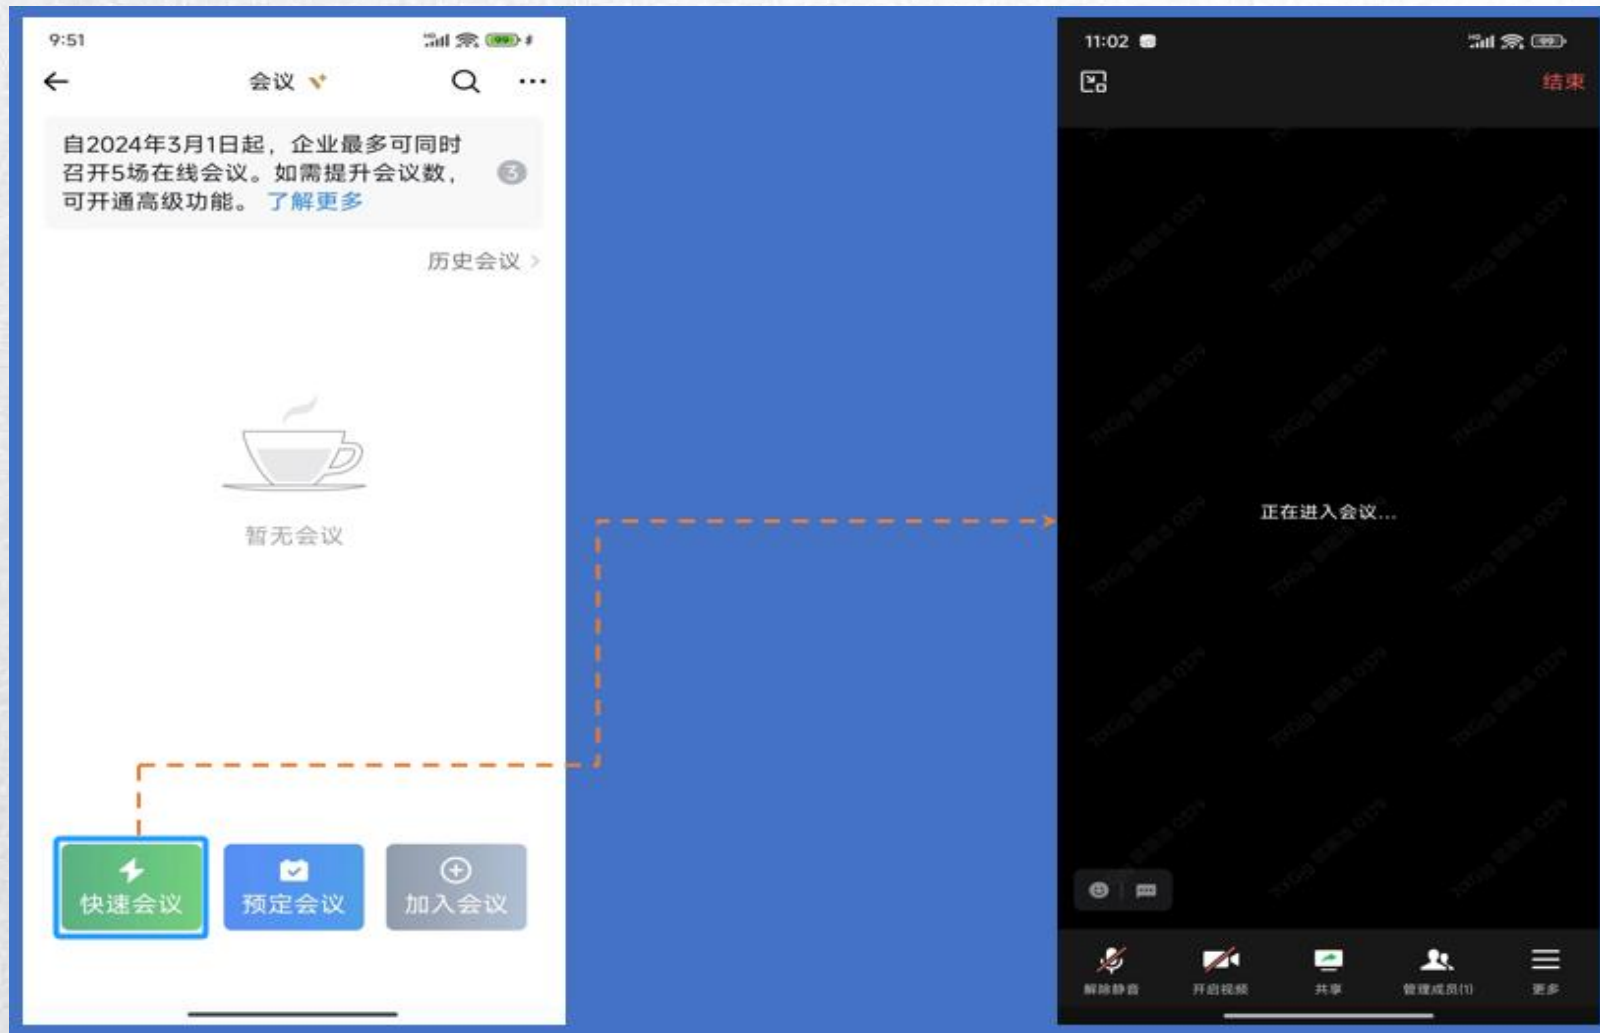 9:51
99
会议
自2024年3月1日起，企业最多可同时
召开5场在线会议。如需提升会议数，
可开通高级功能。 了解更多
3
历史会议
暂无会议
快速会议
预定会议
加入会议
11:02
99
结束
正在进入会议...
解除静音
开启视频
共享
管理成员(1)
更多